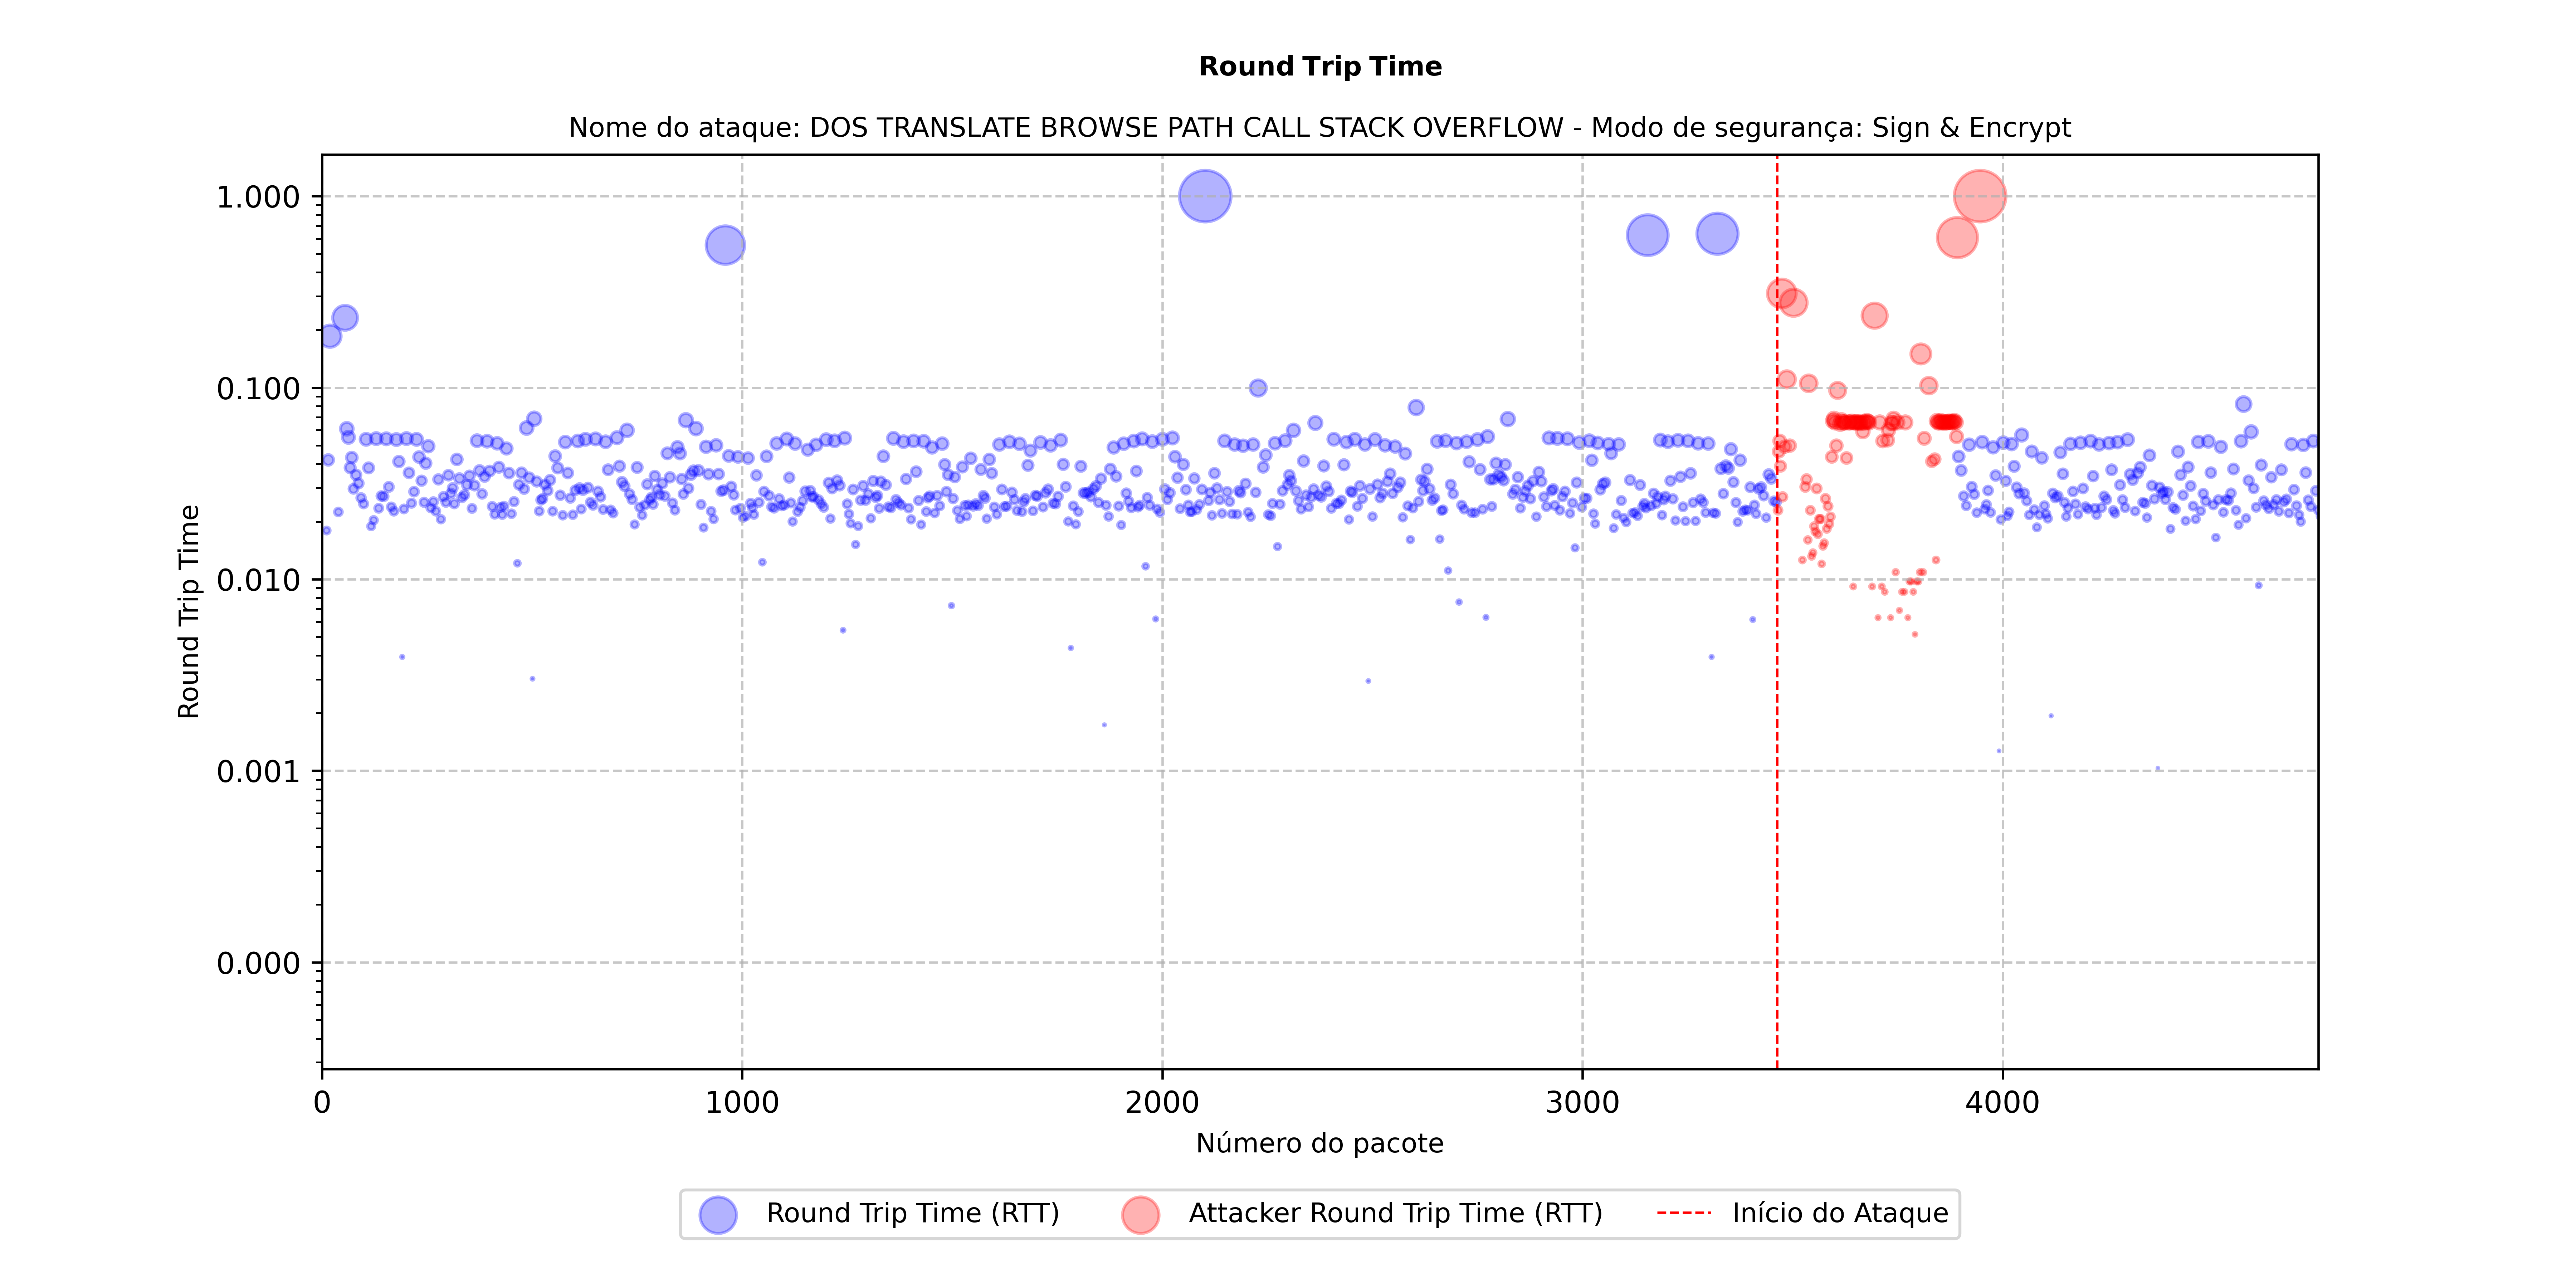 Round Trip Time
Nome do ataque: DOS TRANSLATE BROWSE PATH CALL STACK OVERFLOW - Modo de segurança: Sign & Encrypt
Round Trip Time
1.000
0.100
0.010
0.001
0.000
0 1000 2000 3000 4000
Número do pacote
Round Trip Time (RTT) Attacker Round Trip Time (RTT) Início do Ataque